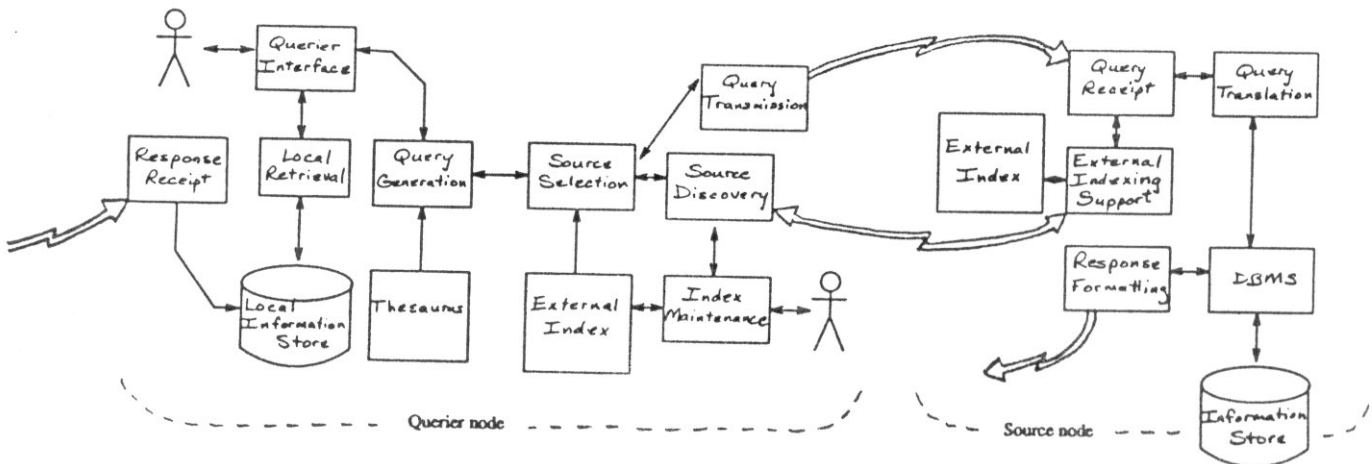 Querier
Interface
Response
Receipt
Local
Retrieval
Query
Generation
Source
Selection
Query
Transmission
Source
Discovery
Local
Information
Store
Thesaurus
External
Index
Index
Maintenance
Querier node
Query
Receipt
Query
Translation
External
Index
External
Indexing
Support
Response
Formatting
DBMS
Information
Store
Source node